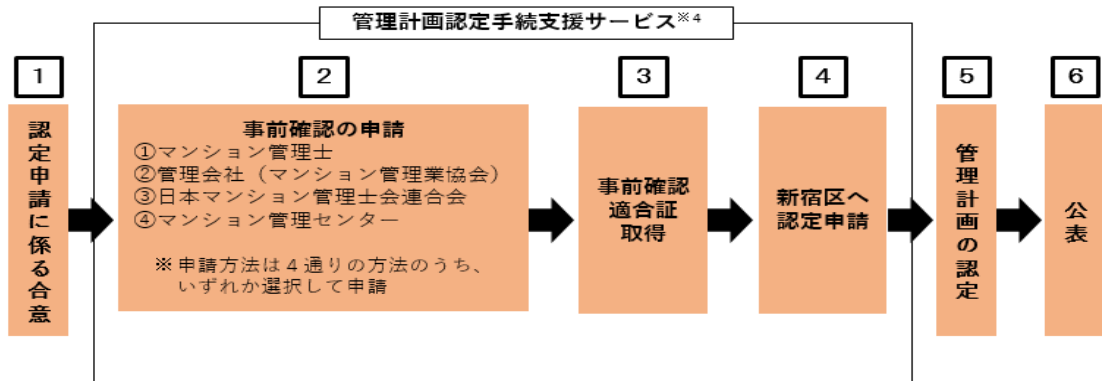 管理計画認定手続支援サービス※4
1
認定申請に係る合意
2
事前確認の申請
①マンション管理士
②管理会社（マンション管理業協会）
③日本マンション管理士会連合会
④マンション管理センター
※申請方法は４通りの方法のうち、
いずれか選択して申請
3
事前確認
適合証
取得
4
新宿区へ
認定申請
5
管理計画の認定
6
公表